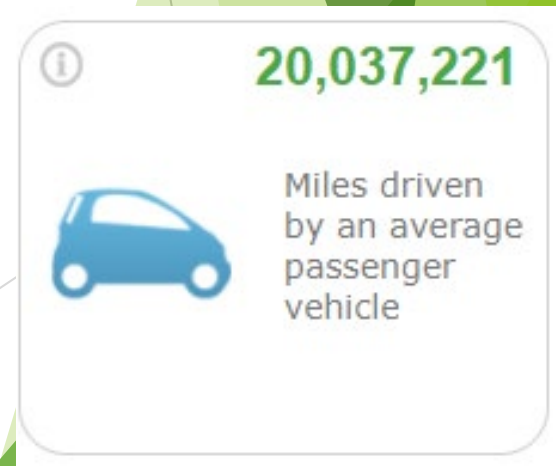 20,037,221
Miles driven
by an average
passenger
vehicle